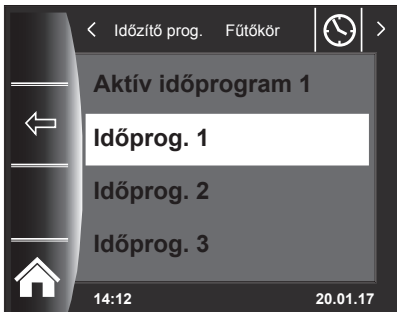 Időzítő prog. Fűtőkör
Aktív időprogram 1
Időprog. 1
Időprog. 2
Időprog. 3
14:12 20.01.17